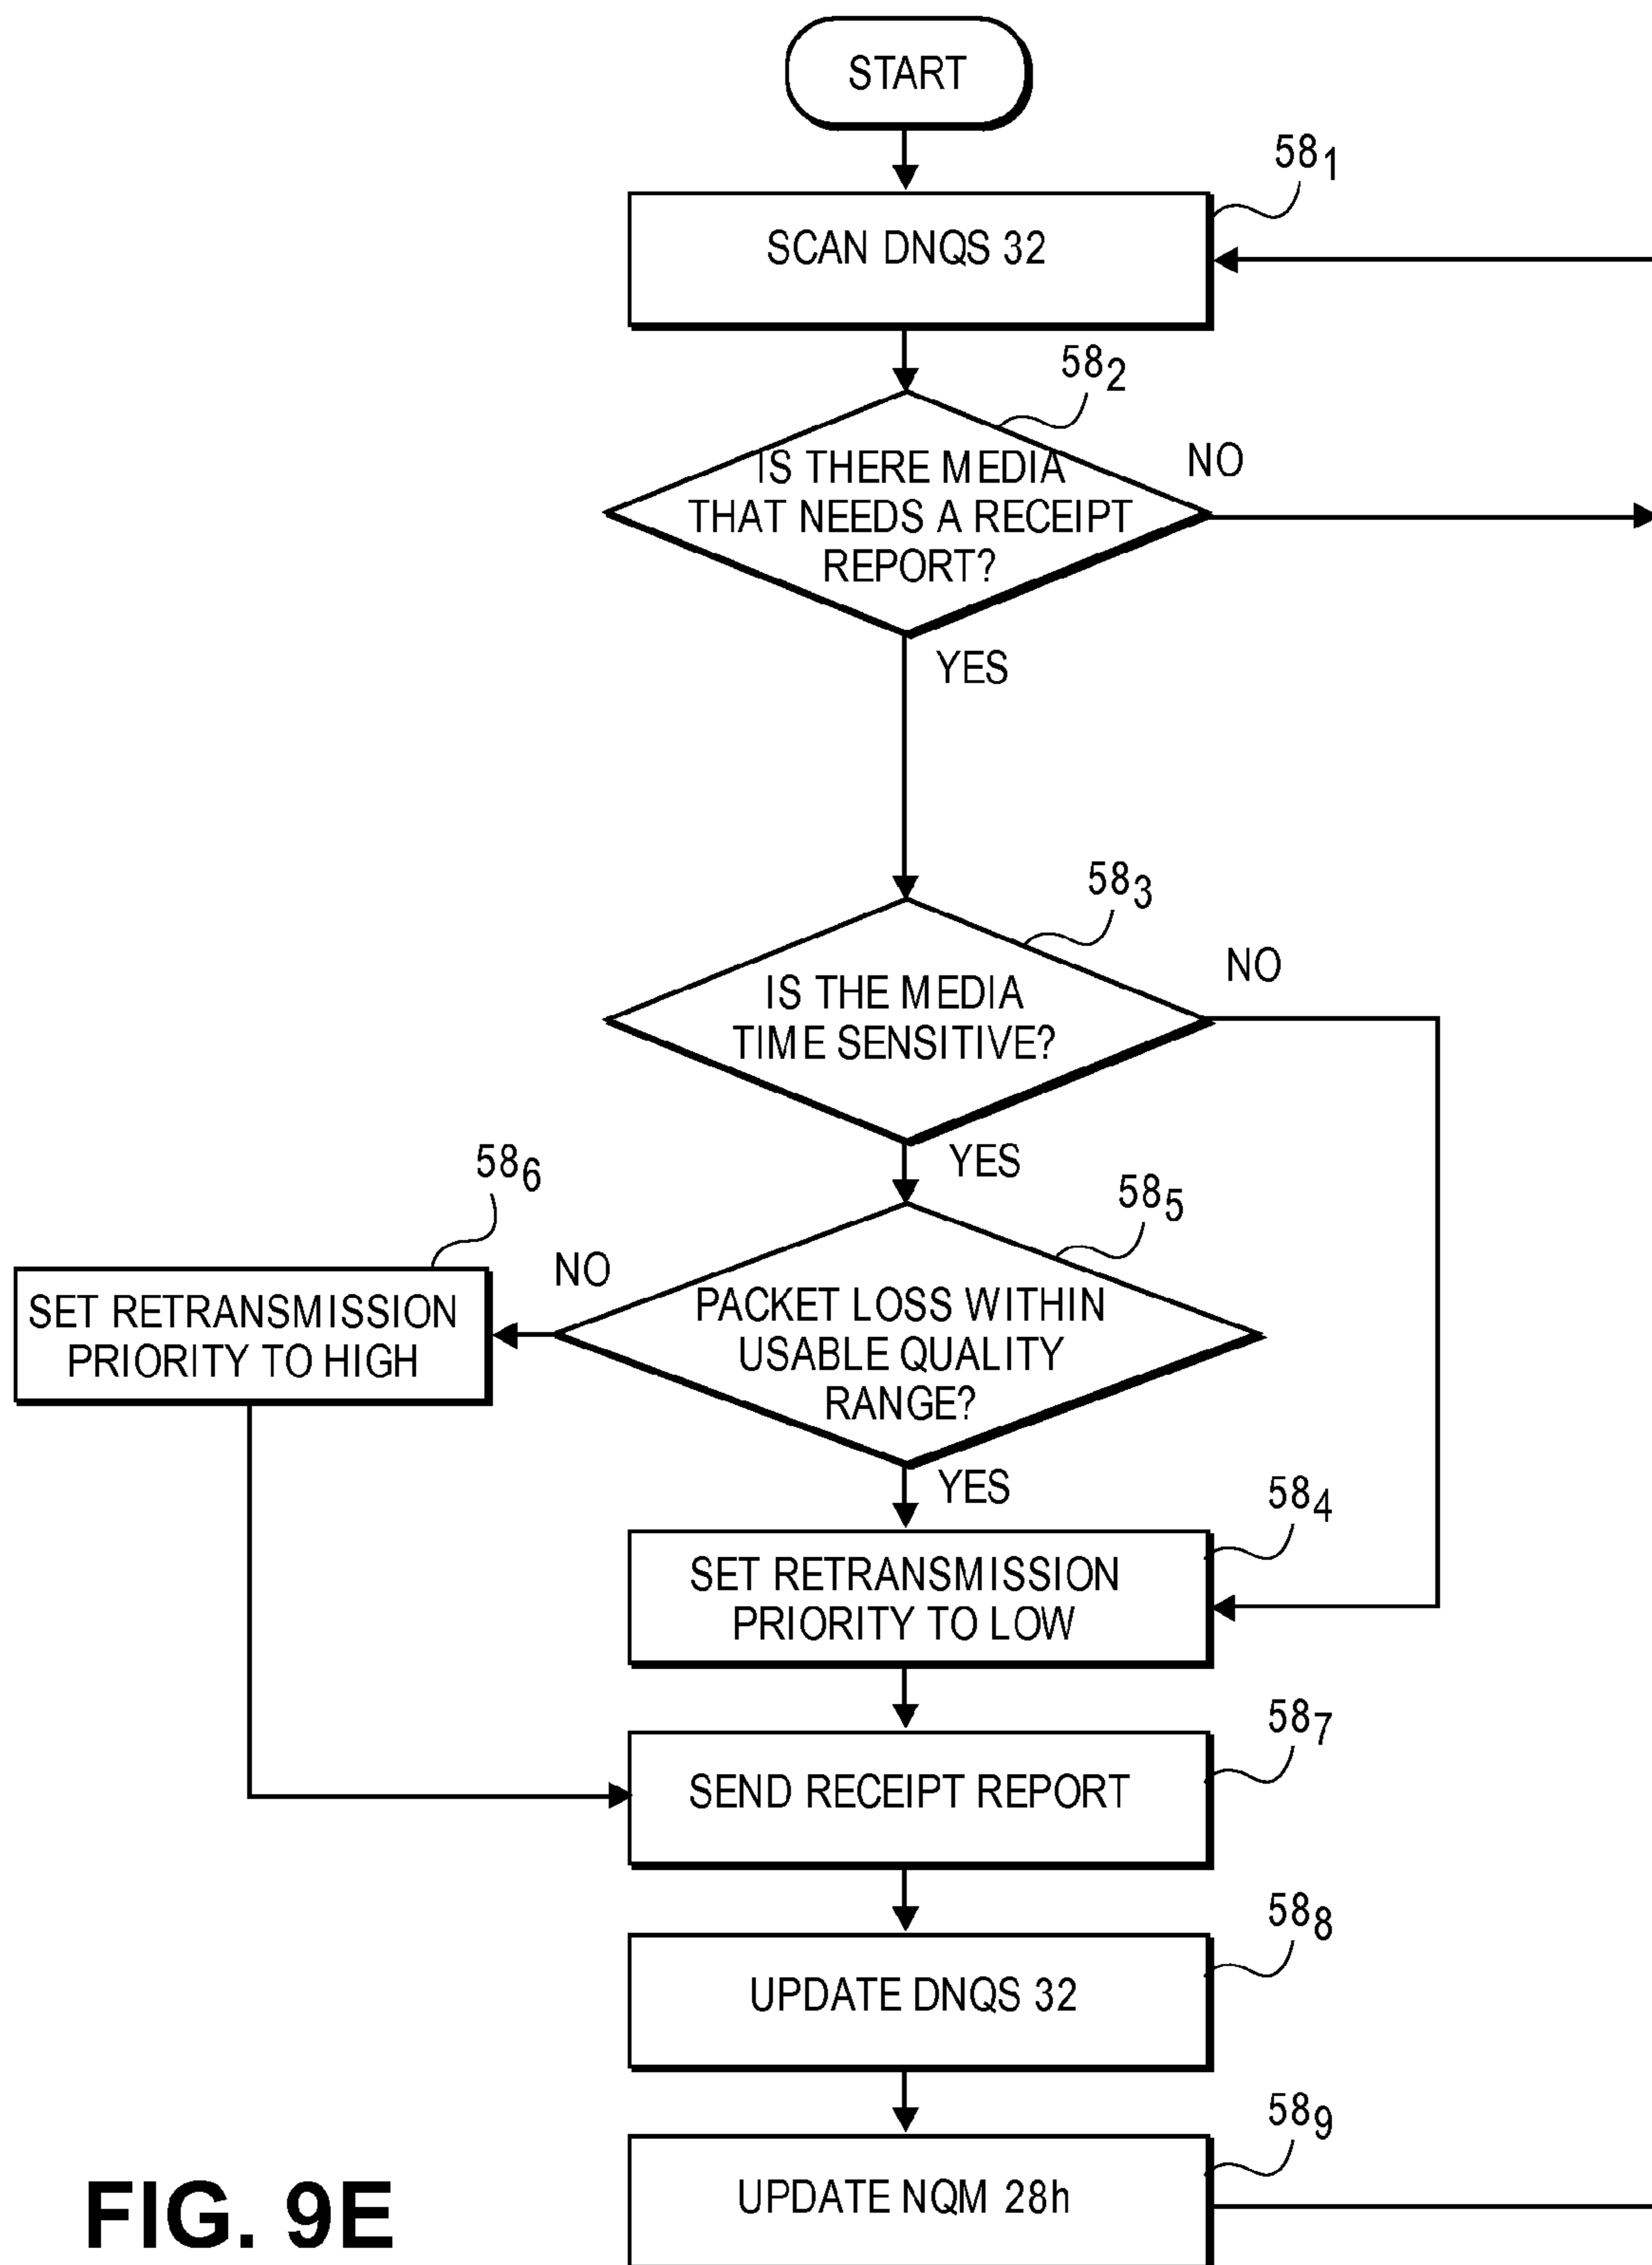 START
58₁
SCAN DNQS 32
58₂
IS THERE MEDIA
THAT NEEDS A RECEIPT
REPORT?
NO
YES
58₃
IS THE MEDIA
TIME SENSITIVE?
NO
YES
58₆
58₅
SET RETRANSMISSION
PRIORITY TO HIGH
NO
PACKET LOSS WITHIN
USABLE QUALITY
RANGE?
YES
58₄
SET RETRANSMISSION
PRIORITY TO LOW
58₇
SEND RECEIPT REPORT
58₈
UPDATE DNQS 32
58₉
UPDATE NQM 28h
FIG. 9E